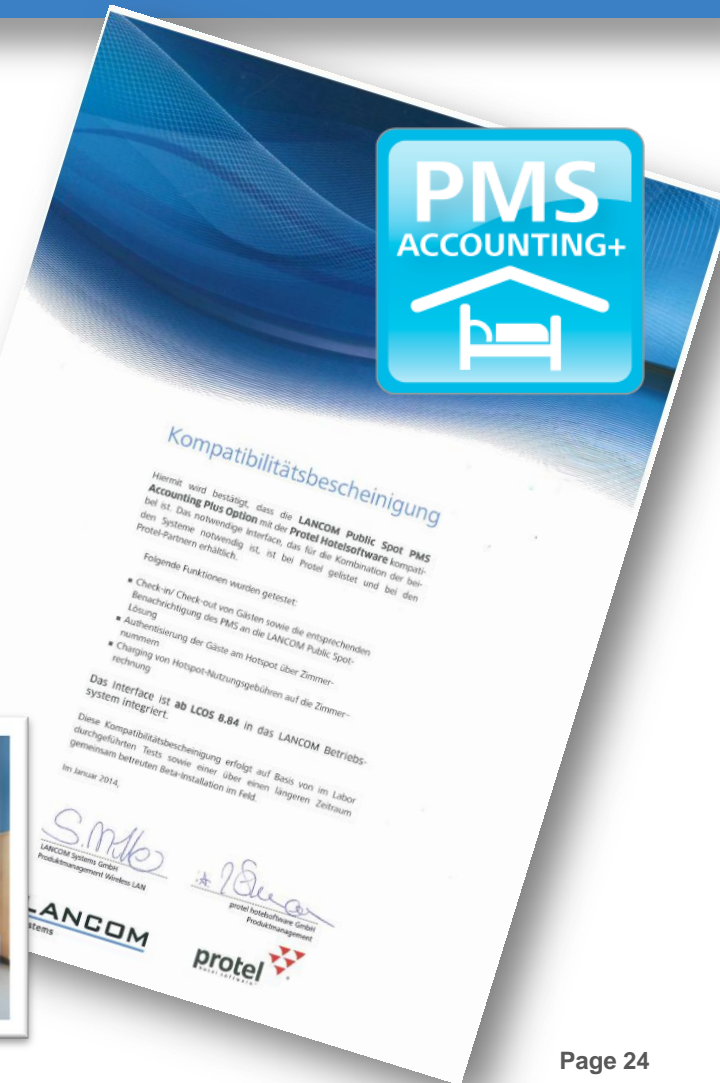 PMS
ACCOUNTING+
Kompatibilitätsbescheinigung
Hiermit wird bestätigt, dass die LANCOM Public Spot PMS
Accounting Plus Option mit der Protel Hotelsoftware kompati-
bel ist. Das notwendige Interface, das für die Kombination der bei-
den Systeme notwendig ist, ist bei Protel gelistet und bei den
Protel-Partnern erhältlich.
Folgende Funktionen wurden getestet:
▪ Check-in/ Check-out von Gästen sowie die entsprechenden
Benachrichtigung des PMS an die LANCOM Public Spot-
Lösung
▪ Authentisierung der Gäste am Hotspot über Zimmer-
nummern
▪ Charging von Hotspot-Nutzungsgebühren auf die Zimmer-
rechnung
Das Interface ist ab LCOS 8.84 in das LANCOM Betriebs-
system integriert.
Diese Kompatibilitätsbescheinigung erfolgt auf Basis von im Labor
durchgeführten Tests sowie einer über einen längeren Zeitraum
gemeinsam betreuten Beta-Installation im Feld.
Im Januar 2014,
LANCOM Systems GmbH
Produktmanagement Wireless LAN
protel hotelsoftware GmbH
Produktmanagement
LANCOM
stems
protel
hotel software
Page 24